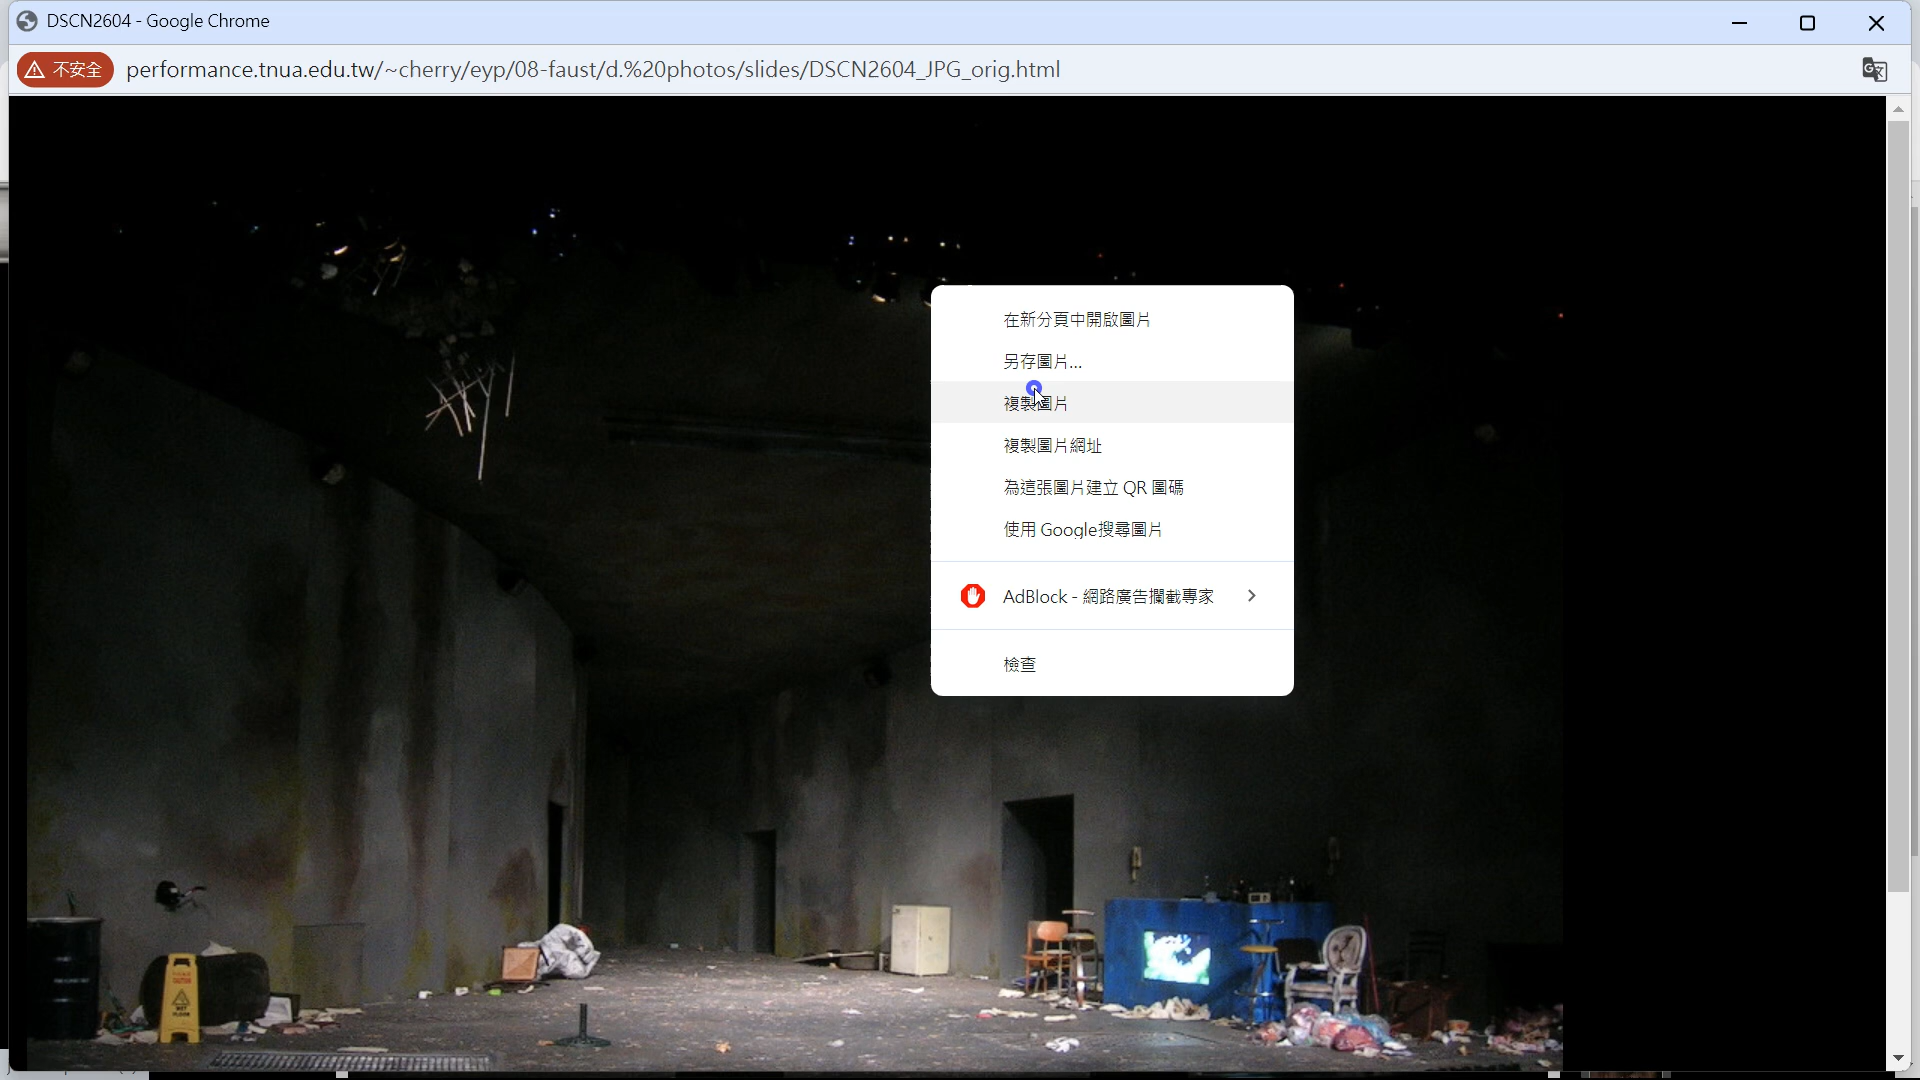 DSCN2604 - Google Chrome
不安全
performance.tnua.edu.tw/~cherry/eyp/08-faust/d.%20photos/slides/DSCN2604_JPG_orig.html
在新分頁中開啟圖片
另存圖片...
複製圖片
複製圖片網址
為這張圖片建立 QR 圖碼
使用 Google搜尋圖片
AdBlock - 網路廣告攔截專家
檢查